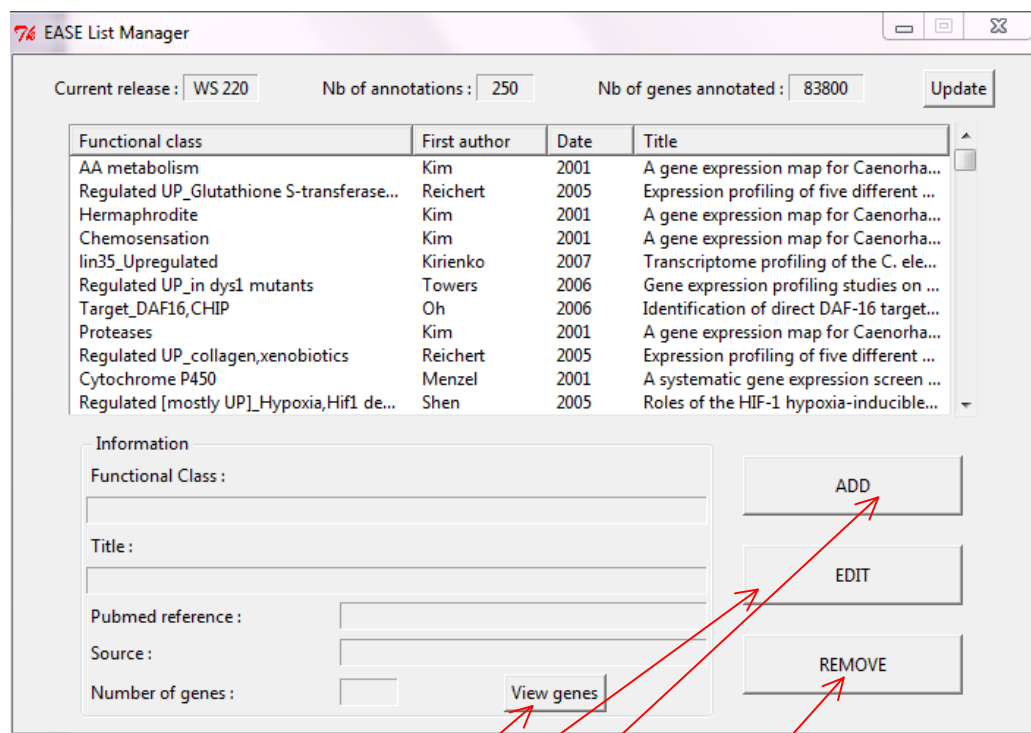 EASE List Manager
Current release : WS 220 Nb of annotations : 250 Nb of genes annotated : 83800 Update
Functional class First author Date Title
AA metabolism Kim 2001 A gene expression map for Caenorha...
Regulated UP_Glutathione S-transferase... Reichert 2005 Expression profiling of five different ...
Hermaphrodite Kim 2001 A gene expression map for Caenorha...
Chemosensation Kim 2001 A gene expression map for Caenorha...
lin35_Upregulated Kirienko 2007 Transcriptome profiling of the C. ele...
Regulated UP_in dys1 mutants Towers 2006 Gene expression profiling studies on ...
Target_DAF16,CHIP Oh 2006 Identification of direct DAF-16 target...
Proteases Kim 2001 A gene expression map for Caenorha...
Regulated UP_collagen,xenobiotics Reichert 2005 Expression profiling of five different ...
Cytochrome P450 Menzel 2001 A systematic gene expression screen ...
Regulated [mostly UP]_Hypoxia,Hif1 de... Shen 2005 Roles of the HIF-1 hypoxia-inducible...
Information
Functional Class :
ADD
Title :
EDIT
Pubmed reference :
Source :
REMOVE
Number of genes : View genes